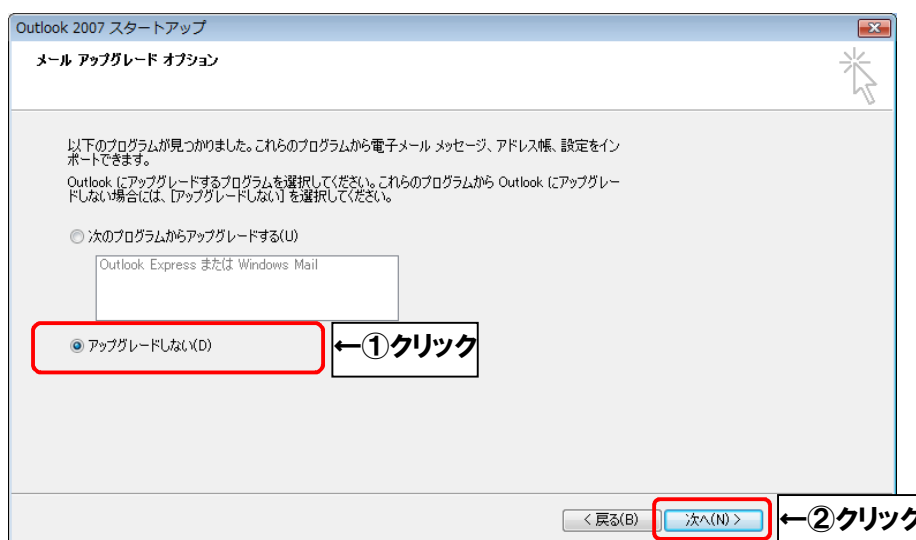 Outlook 2007 スタートアップ
メール アップグレード オプション
以下のプログラムが見つかりました。これらのプログラムから電子メール メッセージ、アドレス帳、設定をイン
ポートできます。
Outlook にアップグレードするプログラムを選択してください。これらのプログラムから Outlook にアップグレー
ドしない場合には、[アップグレードしない] を選択してください。
次のプログラムからアップグレードする(U)
Outlook Express または Windows Mail
アップグレードしない(D)
←①クリック
< 戻る(B)
次へ(N) >
←②クリック